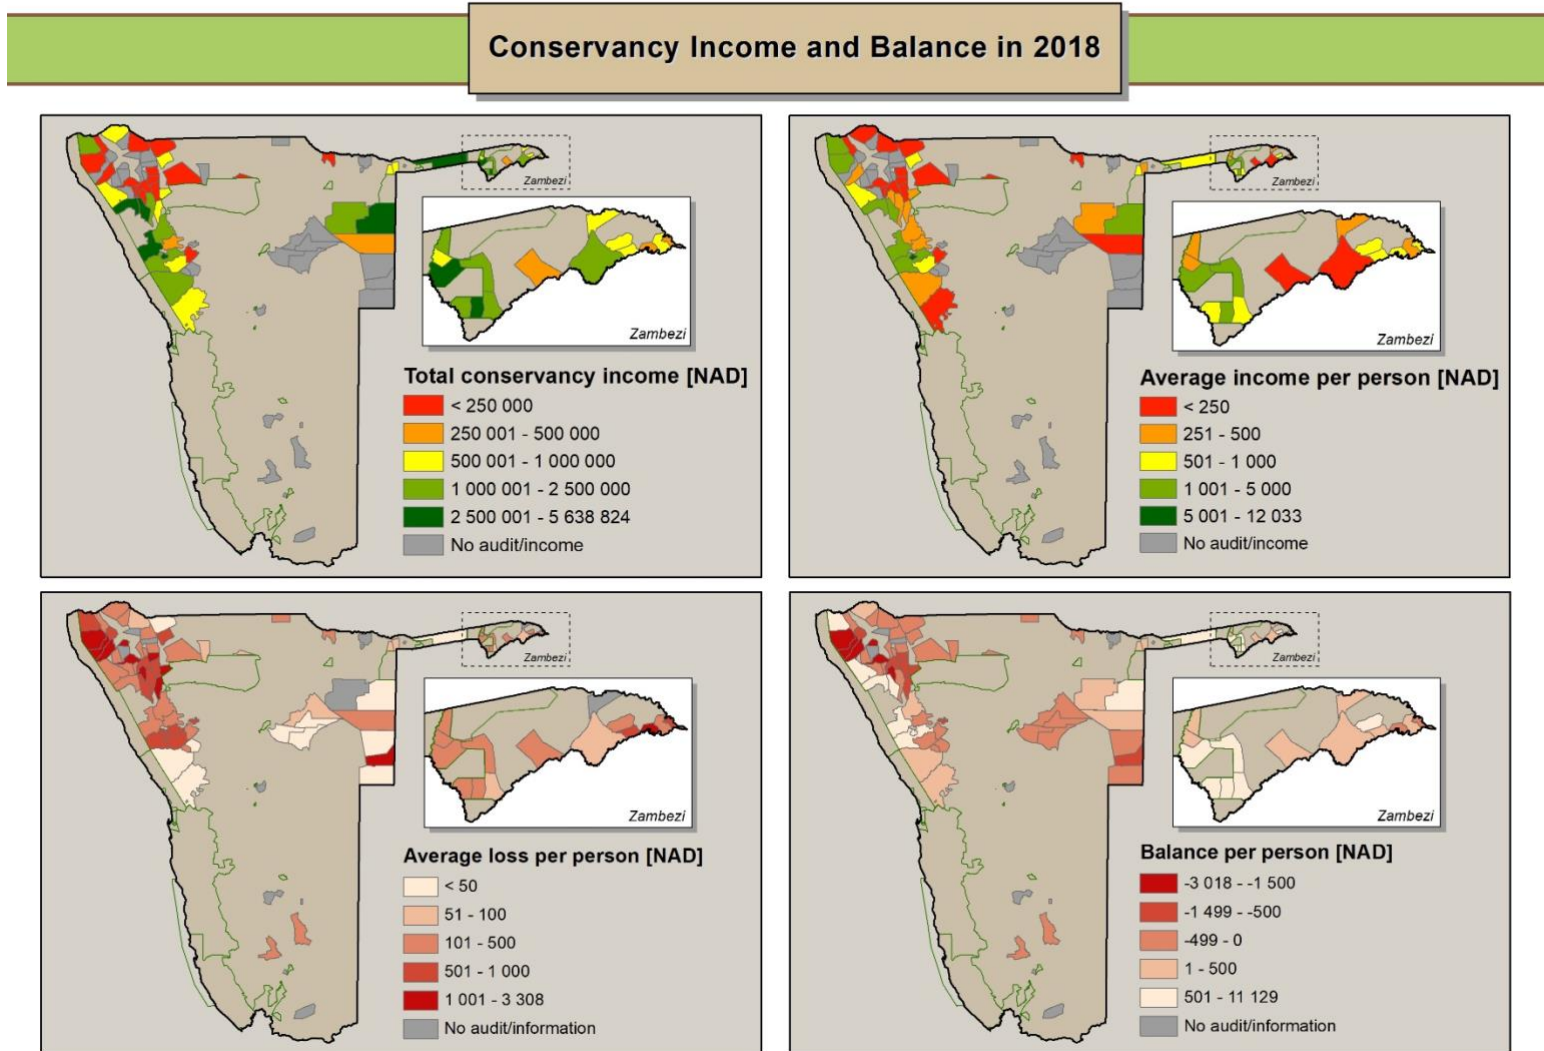 Conservancy Income and Balance in 2018
Zambezi
Zambezi
Total conservancy income [NAD]
< 250 000
250 001 - 500 000
500 001 - 1 000 000
1 000 001 - 2 500 000
2 500 001 - 5 638 824
No audit/income
Zambezi
Zambezi
Average income per person [NAD]
< 250
251 - 500
501 - 1 000
1 001 - 5 000
5 001 - 12 033
No audit/income
Zambezi
Zambezi
Average loss per person [NAD]
< 50
51 - 100
101 - 500
501 - 1 000
1 001 - 3 308
No audit/information
Zambezi
Zambezi
Balance per person [NAD]
-3 018 - -1 500
-1 499 - -500
-499 - 0
1 - 500
501 - 11 129
No audit/information